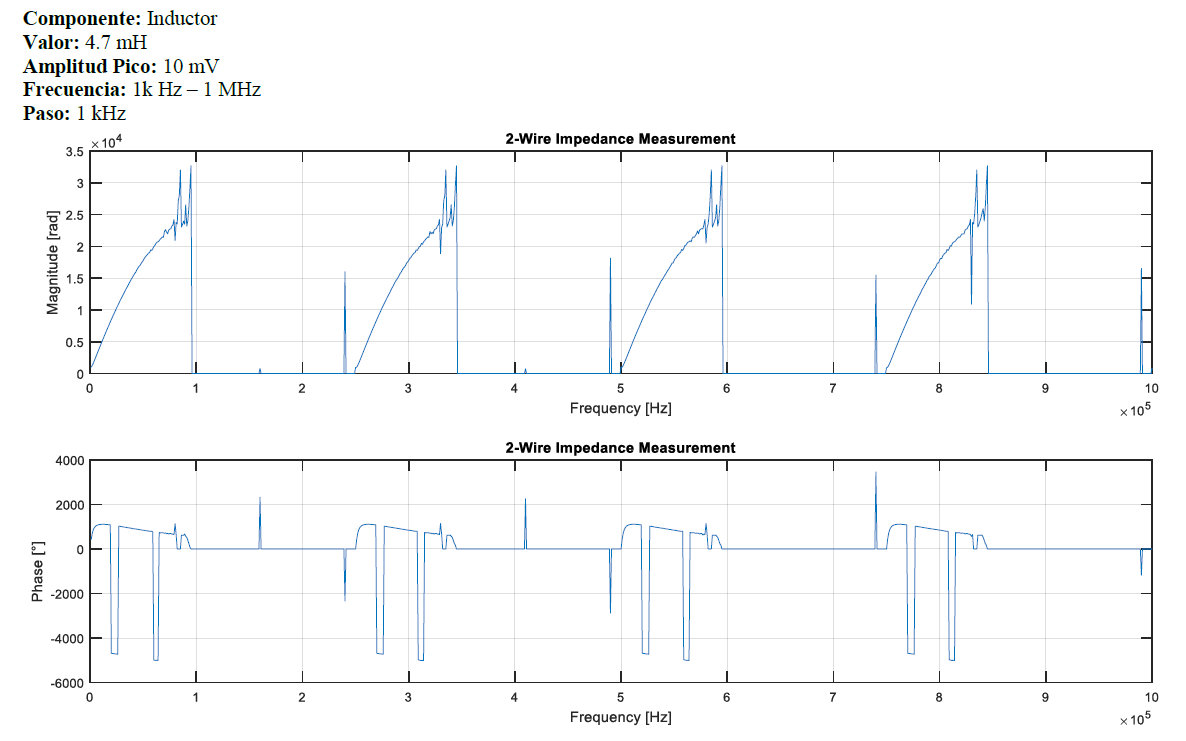 Componente: Inductor
Valor: 4.7 mH
Amplitud Pico: 10 mV
Frecuencia: 1k Hz – 1 MHz
Paso: 1 kHz
2-Wire Impedance Measurement
×10^4
3.5
3
2.5
2
1.5
1
0.5
0
Magnitude [rad]
0 1 2 3 4 5 6 7 8 9 10
Frequency [Hz]
×10^5
2-Wire Impedance Measurement
4000
2000
0
-2000
-4000
-6000
Phase [°]
0 1 2 3 4 5 6 7 8 9 10
Frequency [Hz]
×10^5